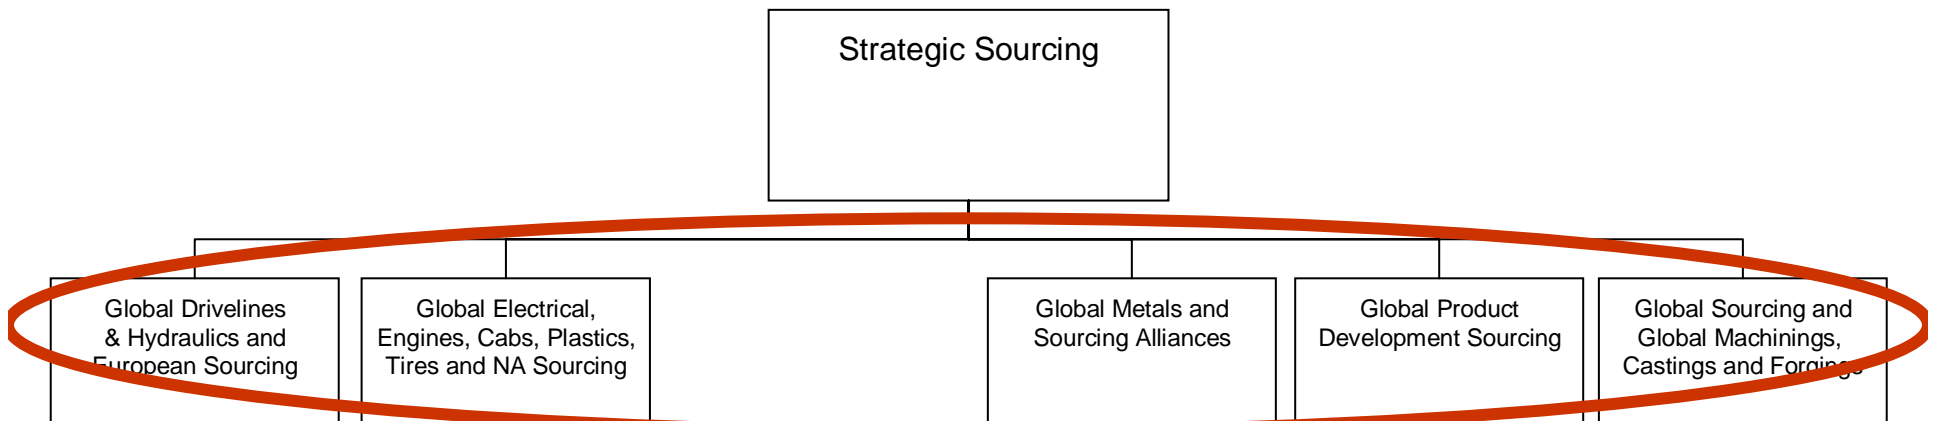 Strategic Sourcing
Global Drivelines
& Hydraulics and
European Sourcing
Global Electrical,
Engines, Cabs, Plastics,
Tires and NA Sourcing
Global Metals and
Sourcing Alliances
Global Product
Development Sourcing
Global Sourcing and
Global Machinings,
Castings and Forgings